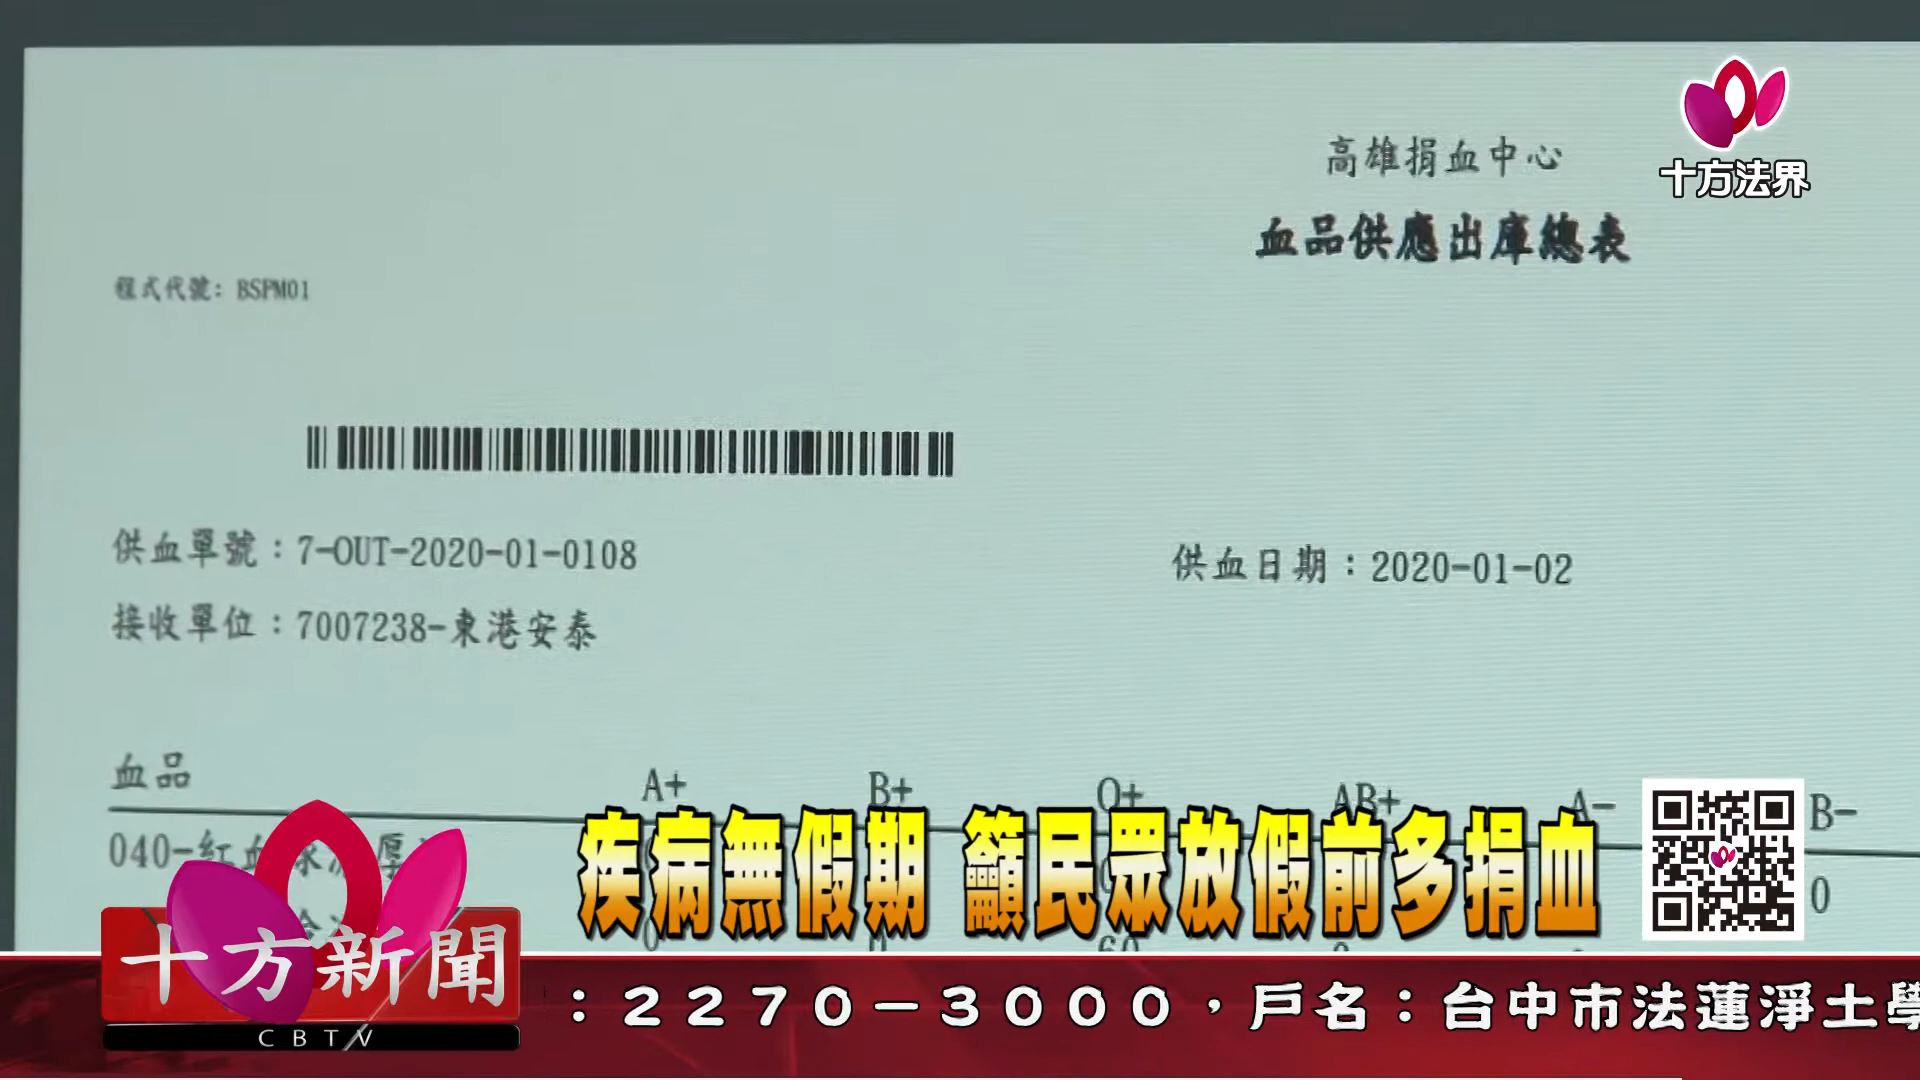 高雄捐血中心
十方法界
血品供應出庫總表
程式代號: BSPM01
供血單號：7-OUT-2020-01-0108
供血日期：2020-01-02
接收單位：7007238-東港安泰
血品 A+ B+ O+ AB+ A- B-
040-紅血球
0
疾病無假期 籲民眾放假前多捐血
十方新聞
CBTV
：２２７０－３０００，戶名：台中市法蓮淨土學